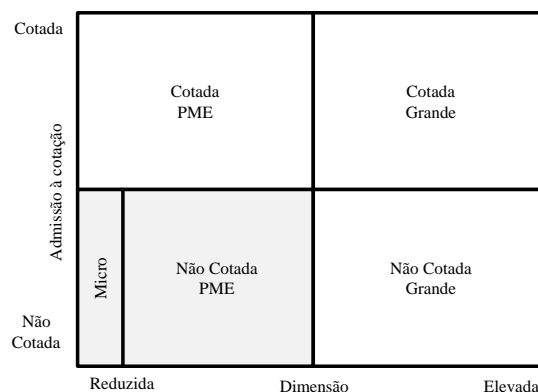 Cotada
Cotada
PME
Cotada
Grande
Admissão à cotação
Micro
Não Cotada
PME
Não Cotada
Grande
Não
Cotada
Reduzida
Dimensão
Elevada